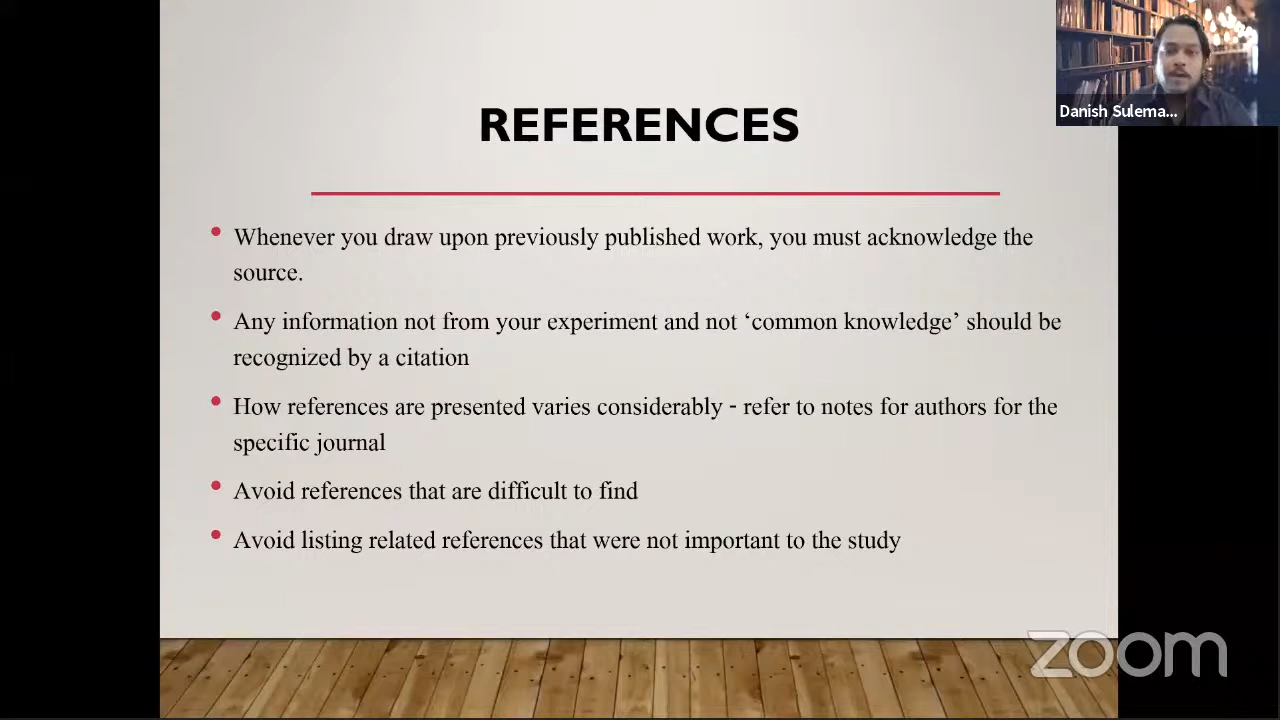 REFERENCES
Danish Sulema...
• Whenever you draw upon previously published work, you must acknowledge the
source.
• Any information not from your experiment and not ‘common knowledge’ should be
recognized by a citation
• How references are presented varies considably - refer to notes for authors for the
specific journal
• Avoid references that are difficult to find
• Avoid listing related references that were not important to the study
zoom